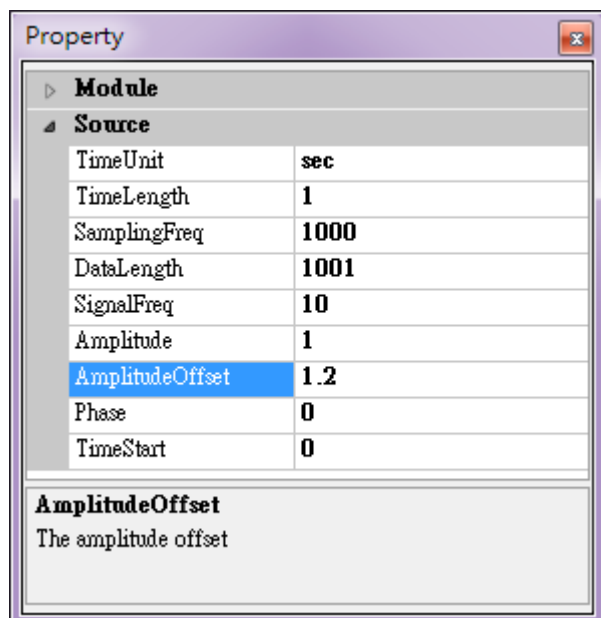 Property
Module
Source
TimeUnit sec
TimeLength 1
SamplingFreq 1000
DataLength 1001
SignalFreq 10
Amplitude 1
AmplitudeOffset 1.2
Phase 0
TimeStart 0
AmplitudeOffset
The amplitude offset